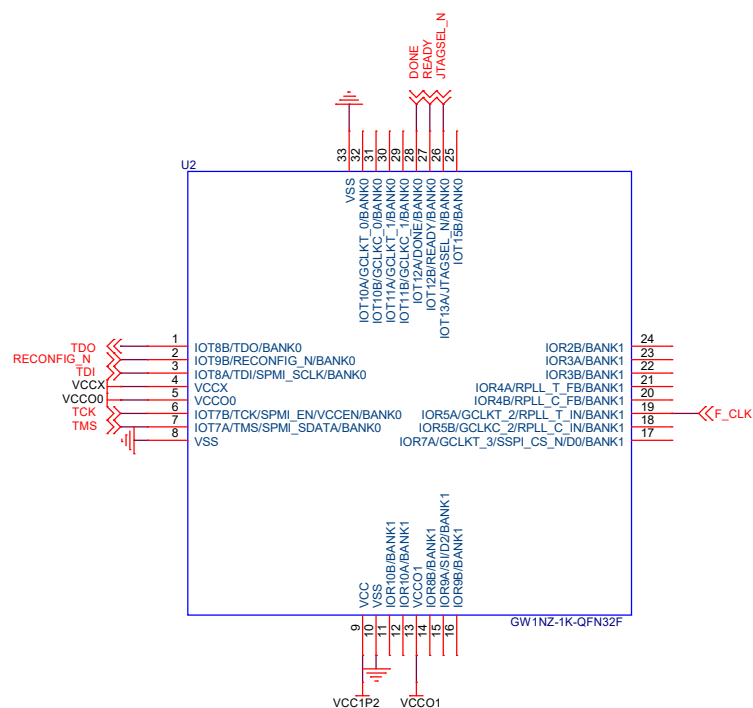 DONE
READY
JTAGSEL_N
33
32
31
30
29
28
27
26
25
U2
VSS
IOT10A/GCLKT_0/BANK0
IOT10B/GCLKC_0/BANK0
IOT11A/GCLKT_1/BANK0
IOT11B/GCLKC_1/BANK0
IOT12A/DONE/BANK0
IOT12B/READY/BANK0
IOT13A/JTAGSEL_N/BANK0
IOT15B/BANK0
TDO 1 IOT8B/TDO/BANK0
RECONFIG_N 2 IOT9B/RECONFIG_N/BANK0
TDI 3 IOT8A/TDI/SPMI_SCLK/BANK0
VCCX 4 VCCX
VCCO0 5 VCCO0
TCK 6 IOT7B/TCK/SPMI_EN/VCCEN/BANK0
TMS 7 IOT7A/TMS/SPMI_SDATA/BANK0
8 VSS
IOR2B/BANK1 24
IOR3A/BANK1 23
IOR3B/BANK1 22
IOR4A/RPLL_T_FB/BANK1 21
IOR4B/RPLL_C_FB/BANK1 20
IOR5A/GCLKT_2/RPLL_T_IN/BANK1 19 F_CLK
IOR5B/GCLKC_2/RPLL_C_IN/BANK1 18
IOR7A/GCLKT_3/SSPI_CS_N/D0/BANK1 17
VCC
VSS
IOR10B/BANK1
IOR10A/BANK1
VCCO1
IOR8B/BANK1
IOR9A/SI/D2/BANK1
IOR9B/BANK1
GW1NZ-1K-QFN32F
9
10
11
12
13
14
15
16
VCC1P2
VCCO1